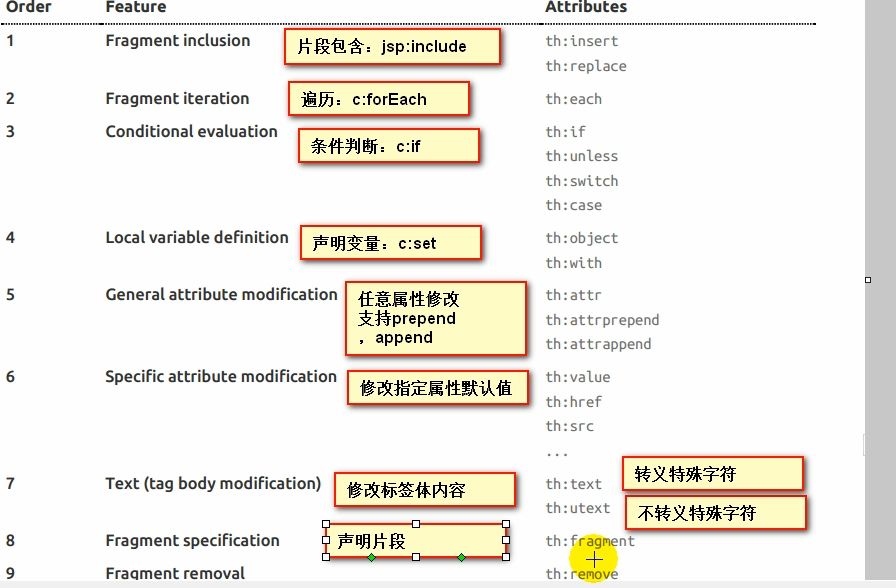 Order Feature Attributes
1 Fragment inclusion 片段包含：jsp:include th:insert
th:replace
2 Fragment iteration 遍历：c:forEach th:each
3 Conditional evaluation 条件判断：c:if th:if
th:unless
th:switch
th:case
4 Local variable definition 声明变量：c:set th:object
th:with
5 General attribute modification 任意属性修改 th:attr
支持prepend th:attrprepend
，append th:attrappend
6 Specific attribute modification 修改指定属性默认值 th:value
th:href
th:src
...
7 Text (tag body modification) 修改标签体内容 th:text 转义特殊字符
th:utext 不转义特殊字符
8 Fragment specification 声明片段 th:fragment
9 Fragment removal th:remove